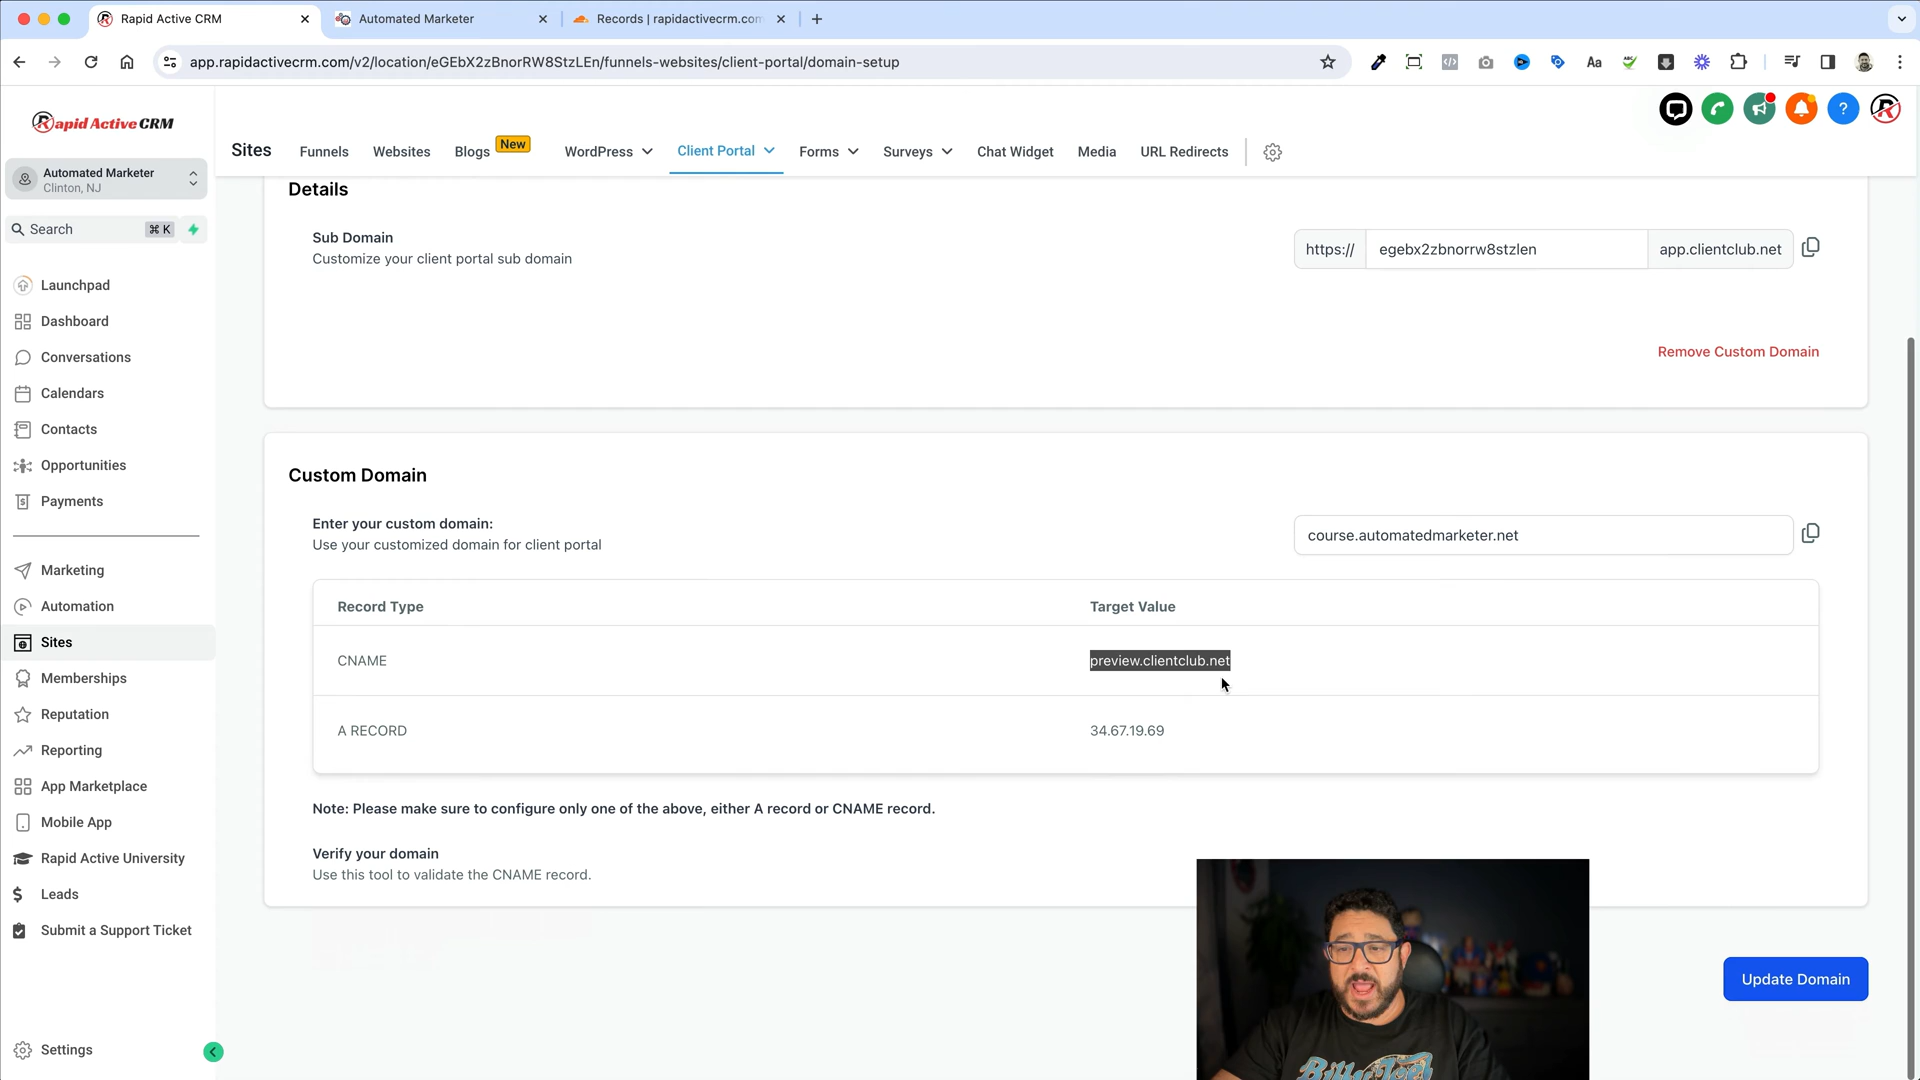 Rapid Active CRM
Automated Marketer
Records | rapidactivecrm.com
app.rapidactivecrm.com/v2/location/eGEbX2zBnorRW8StzLEn/funnels-websites/client-portal/domain-setup
Aa
Rapid Active CRM
Automated Marketer
Clinton, NJ
Search
⌘ K
Launchpad
Dashboard
Conversations
Calendars
Contacts
Opportunities
Payments
Marketing
Automation
Sites
Memberships
Reputation
Reporting
App Marketplace
Mobile App
Rapid Active University
Leads
Submit a Support Ticket
Settings
Sites
Funnels
Websites
Blogs
New
WordPress
Client Portal
Forms
Surveys
Chat Widget
Media
URL Redirects
Details
Sub Domain
Customize your client portal sub domain
https://
egebx2zbnorrw8stzlen
app.clientclub.net
Remove Custom Domain
Custom Domain
Enter your custom domain:
Use your customized domain for client portal
course.automatedmarketer.net
Record Type
Target Value
CNAME
preview.clientclub.net
A RECORD
34.67.19.69
Note: Please make sure to configure only one of the above, either A record or CNAME record.
Verify your domain
Use this tool to validate the CNAME record.
Update Domain